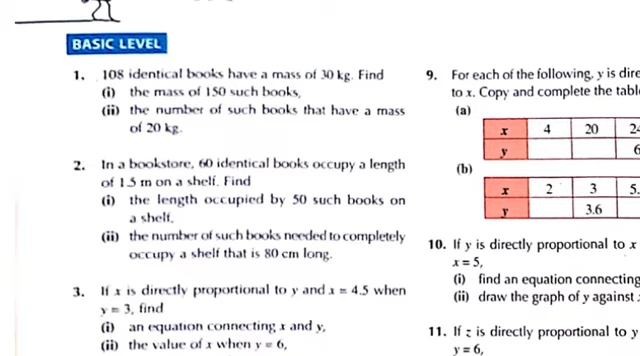 BASIC LEVEL
1. 108 identical books have a mass of 30 kg. Find
(i) the mass of 150 such books,
(ii) the number of such books that have a mass
of 20 kg.
2. In a bookstore, 60 identical books occupy a length
of 1.5 m on a shelf. Find
(i) the length occupied by 50 such books on
a shelf,
(ii) the number of such books needed to completely
occupy a shelf that is 80 cm long.
3. If x is directly proportional to y and x = 4.5 when
y = 3, find
(i) an equation connecting x and y,
(ii) the value of x when y = 6,
9. For each of the following, y is dire
to x. Copy and complete the tabl
(a)
x 4 20 24
y 6
(b)
x 2 3 5.
y 3.6
10. If y is directly proportional to x
x = 5,
(i) find an equation connecting
(ii) draw the graph of y against
11. If z is directly proportional to y
y = 6,